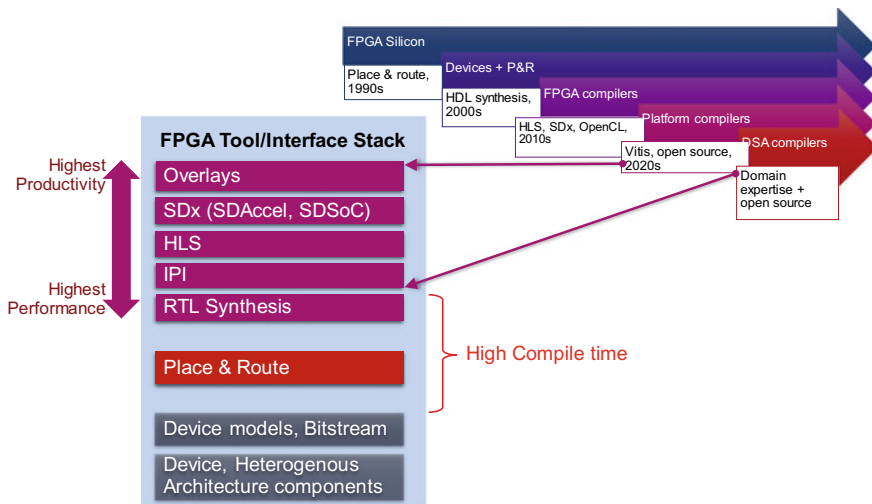 FPGA Silicon
Place & route,
1990s
Devices + P&R
HDL synthesis,
2000s
FPGA compilers
HLS, SDx, OpenCL,
2010s
Platform compilers
Vitis, open source,
2020s
DSA compilers
Domain
expertise +
open source
FPGA Tool/Interface Stack
Highest
Productivity
Overlays
SDx (SDAccel, SDSoC)
HLS
IPI
Highest
Performance
RTL Synthesis
High Compile time
Place & Route
Device models, Bitstream
Device, Heterogenous
Architecture components